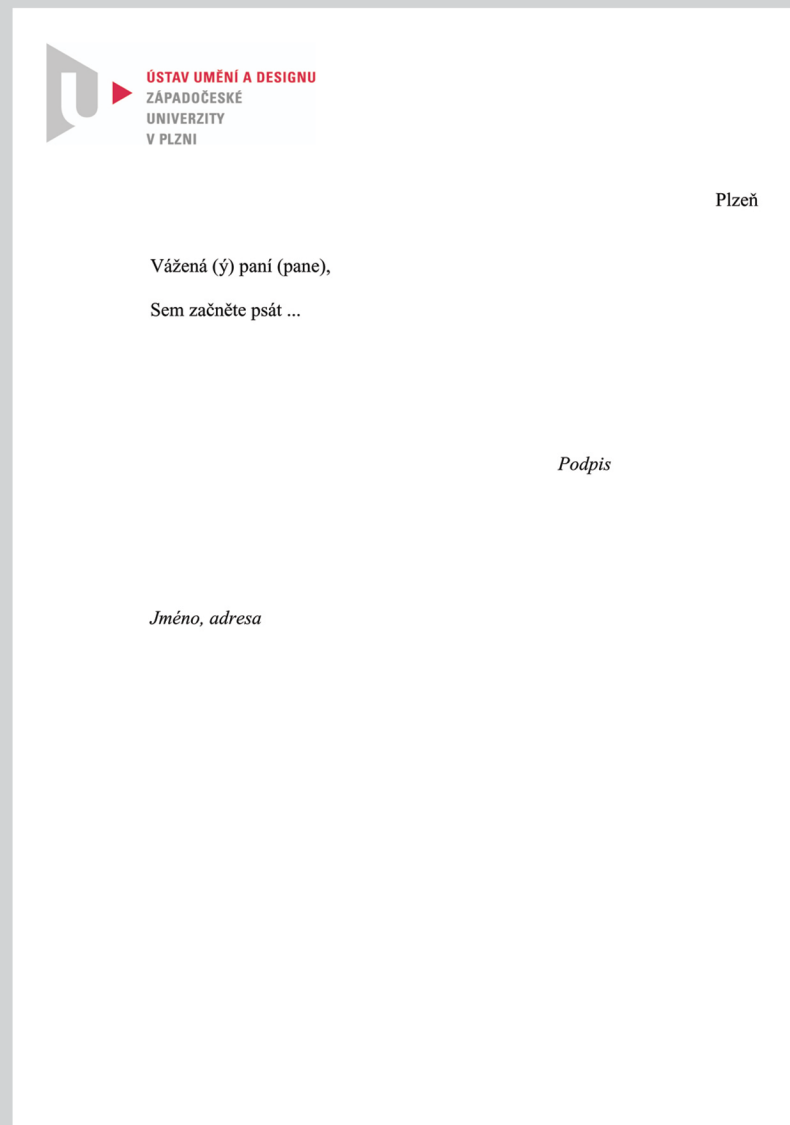 ÚSTAV UMĚNÍ A DESIGNU
ZÁPADOČESKÉ
UNIVERZITY
V PLZNI
Plzeň
Vážená (ý) paní (pane),
Sem začněte psát ...
Podpis
Jméno, adresa